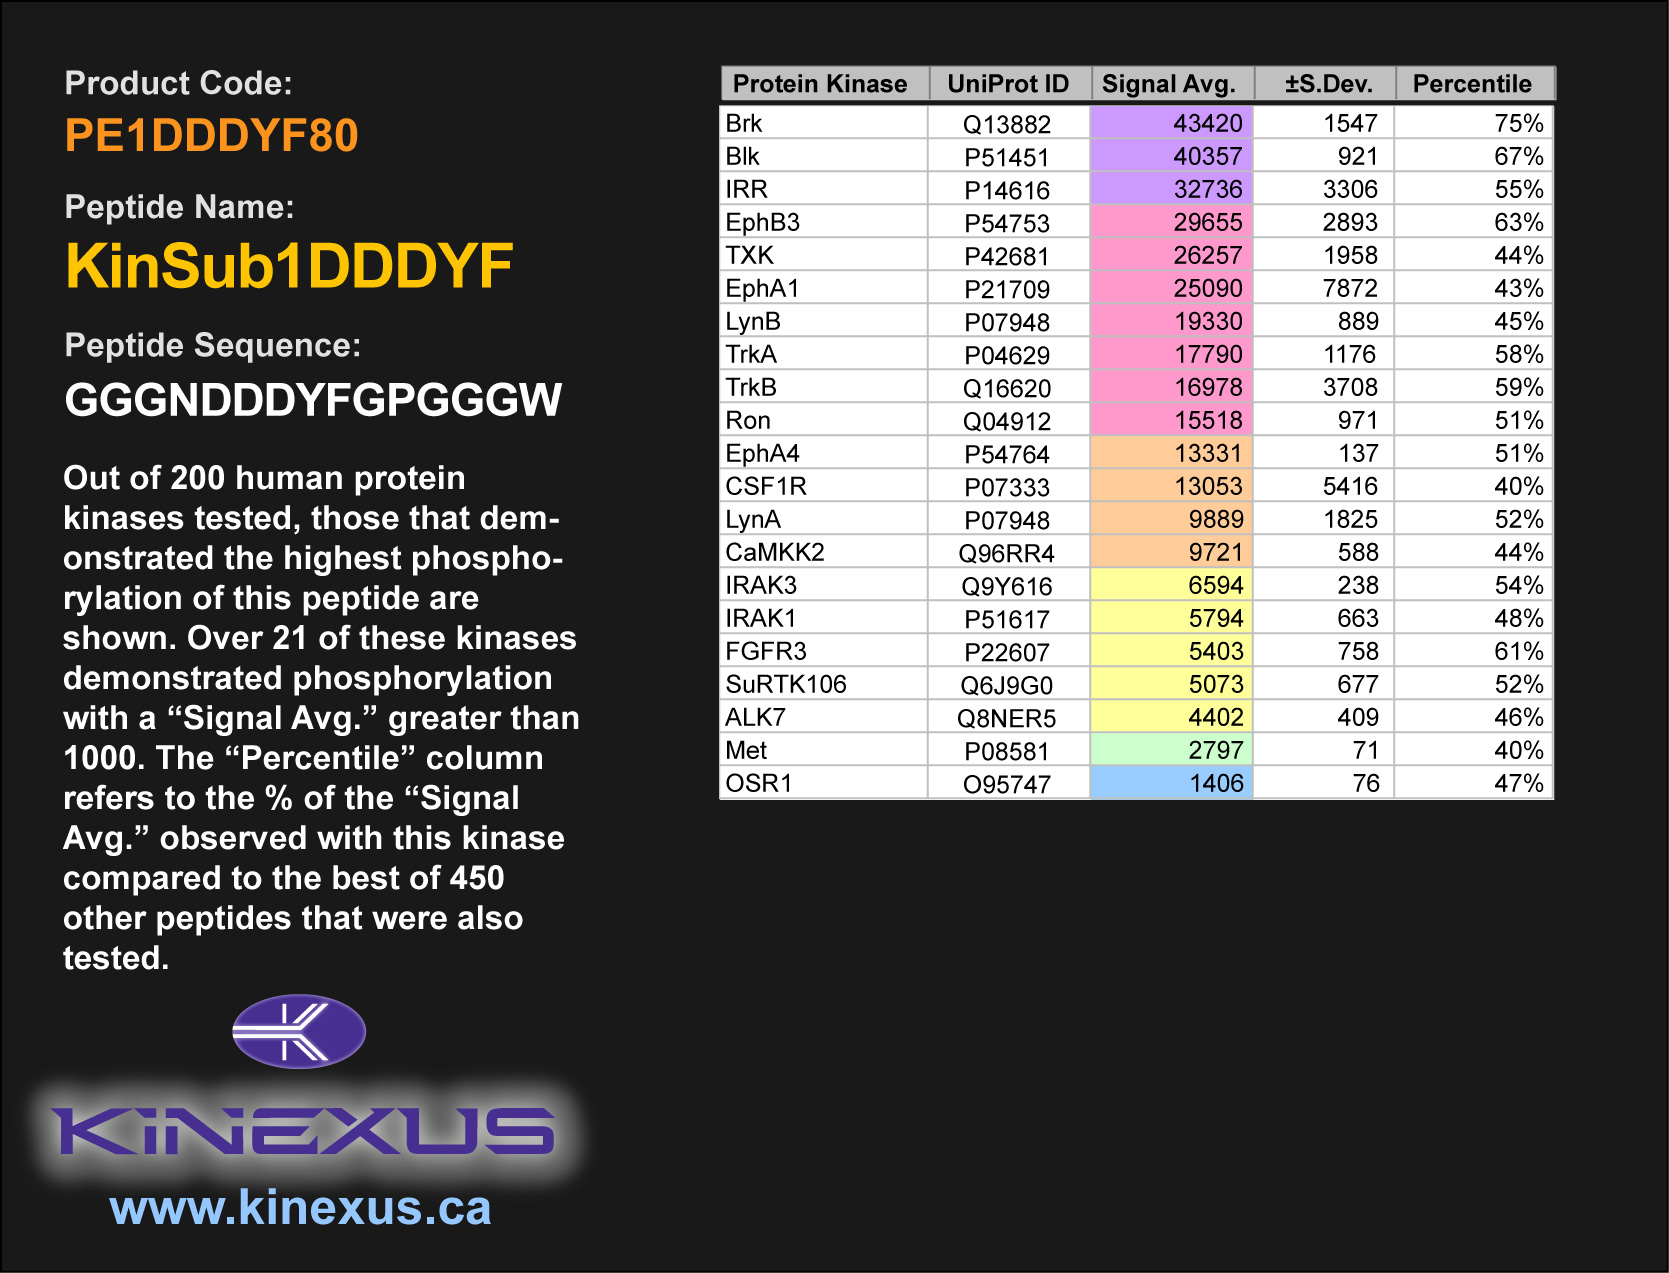 Product Code:
PE1DDDYF80
Peptide Name:
KinSub1DDDYF
Peptide Sequence:
GGGNDDDYFGPGGGW
Out of 200 human protein
kinases tested, those that dem-
onstrated the highest phospho-
rylation of this peptide are
shown. Over 21 of these kinases
demonstrated phosphorylation
with a “Signal Avg.” greater than
1000. The “Percentile” column
refers to the % of the “Signal
Avg.” observed with this kinase
compared to the best of 450
other peptides that were also
tested.
KINEXUS
www.kinexus.ca
Protein Kinase UniProt ID Signal Avg. ±S.Dev. Percentile
Brk Q13882 43420 1547 75%
Blk P51451 40357 921 67%
IRR P14616 32736 3306 55%
EphB3 P54753 29655 2893 63%
TXK P42681 26257 1958 44%
EphA1 P21709 25090 7872 43%
LynB P07948 19330 889 45%
TrkA P04629 17790 1176 58%
TrkB Q16620 16978 3708 59%
Ron Q04912 15518 971 51%
EphA4 P54764 13331 137 51%
CSF1R P07333 13053 5416 40%
LynA P07948 9889 1825 52%
CaMKK2 Q96RR4 9721 588 44%
IRAK3 Q9Y616 6594 238 54%
IRAK1 P51617 5794 663 48%
FGFR3 P22607 5403 758 61%
SuRTK106 Q6J9G0 5073 677 52%
ALK7 Q8NER5 4402 409 46%
Met P08581 2797 71 40%
OSR1 O95747 1406 76 47%